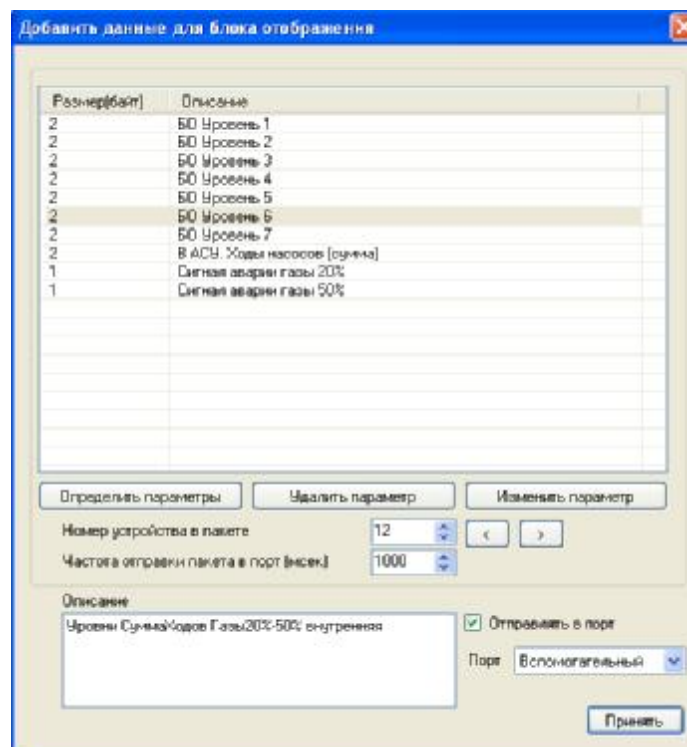 Добавить данные для блока отображения
Размер[байт] Описание
2 БО Уровень 1
2 БО Уровень 2
2 БО Уровень 3
2 БО Уровень 4
2 БО Уровень 5
2 БО Уровень 6
2 БО Уровень 7
2 В АСУ. Ходы насосов [сумма]
1 Сигнал аварии газы 20%
1 Сигнал аварии газы 50%
Определить параметры Удалить параметр Изменить параметр
Номер устройства в пакете 12 < >
Частота отправки пакета в порт [мсек.] 1000
Описание
Уровни СуммаХодов Газы20%-50% внутренняя
Отправлять в порт
Порт Вспомогательный
Принять